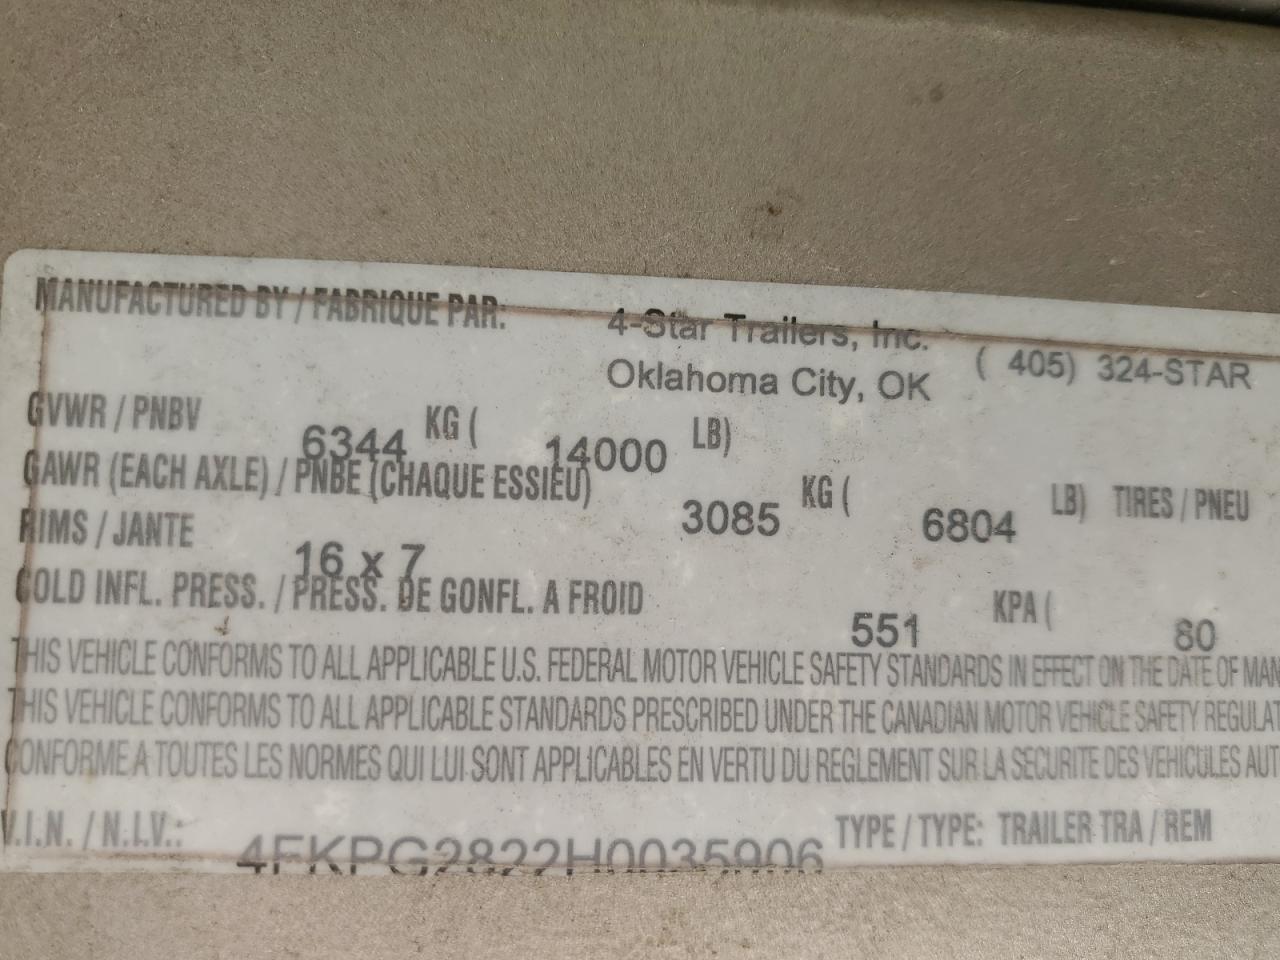 MANUFACTURED BY / FABRIQUE PAR: 4-Star Trailers, Inc.
Oklahoma City, OK ( 405) 324-STAR
GVWR / PNBV 6344 KG ( 14000 LB)
GAWR (EACH AXLE) / PNBE (CHAQUE ESSIEU) 3085 KG ( 6804 LB) TIRES / PNEU
RIMS / JANTE 16 x 7
COLD INFL. PRESS. / PRESS. DE GONFL. A FROID 551 KPA ( 80
THIS VEHICLE CONFORMS TO ALL APPLICABLE U.S. FEDERAL MOTOR VEHICLE SAFETY STANDARDS IN EFFECT ON THE DATE OF MAN
THIS VEHICLE CONFORMS TO ALL APPLICABLE STANDARDS PRESCRIBED UNDER THE CANADIAN MOTOR VEHICLE SAFETY REGULAT
CONFORME A TOUTES LES NORMES QUI LUI SONT APPLICABLES EN VERTU DU REGLEMENT SUR LA SECURITE DES VEHICULES AUT
V.I.N. / N.I.V.: 4FKPG2822H0035906 TYPE / TYPE: TRAILER TRA / REM